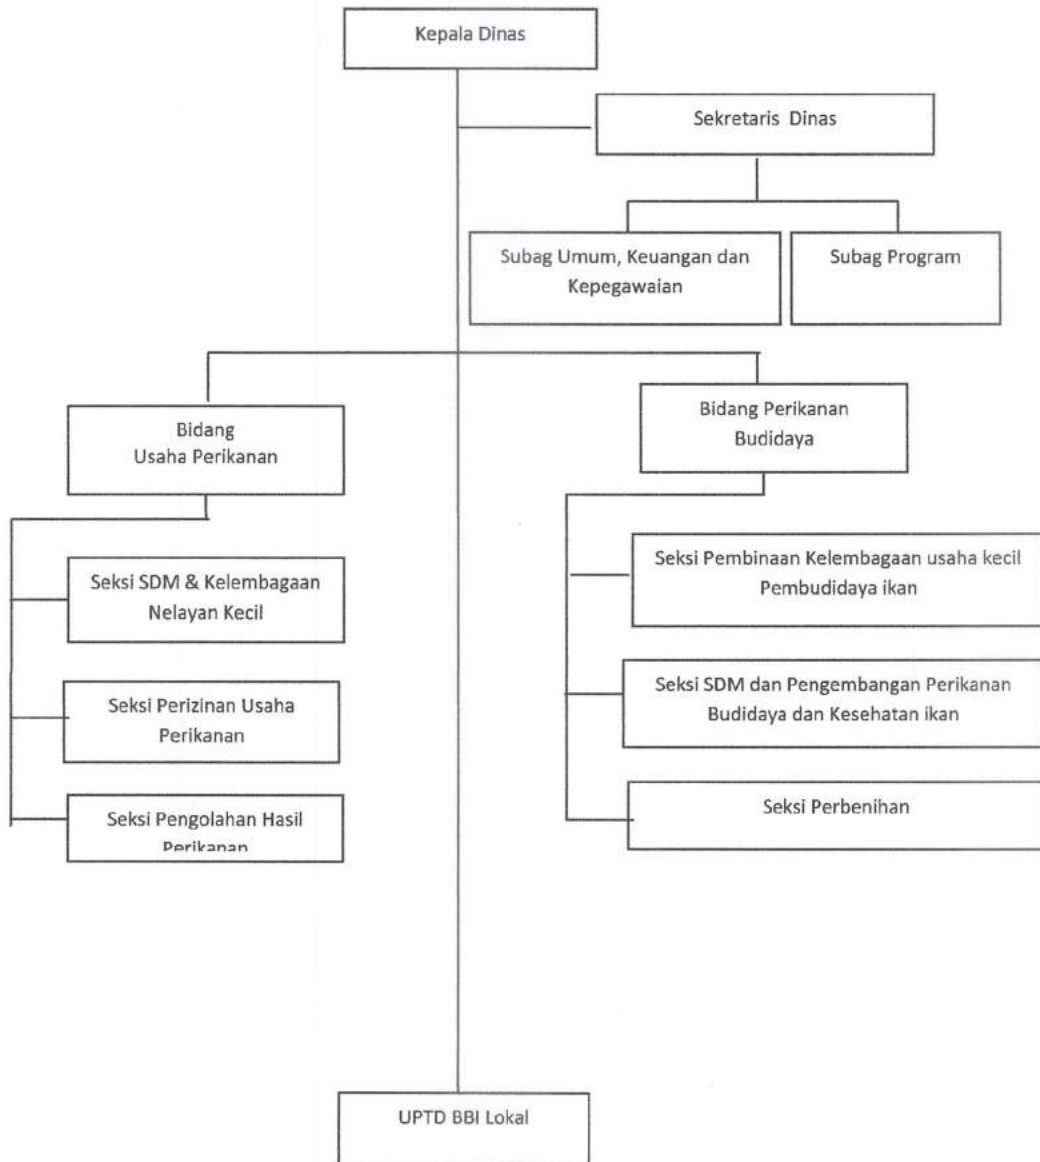 Kepala Dinas
Sekretaris Dinas
Subag Umum, Keuangan dan
Kepegawaian
Subag Program
Bidang
Usaha Perikanan
Bidang Perikanan
Budidaya
Seksi SDM & Kelembagaan
Nelayan Kecil
Seksi Perizinan Usaha
Perikanan
Seksi Pengolahan Hasil
Perikanan
Seksi Pembinaan Kelembagaan usaha kecil
Pembudidaya ikan
Seksi SDM dan Pengembangan Perikanan
Budidaya dan Kesehatan ikan
Seksi Perbenihan
UPTD BBI Lokal